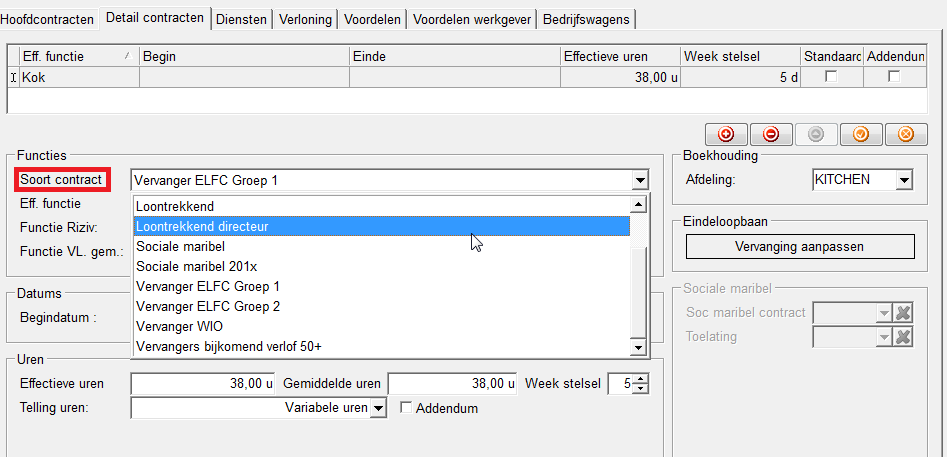 Hoofdcontracten Detail contracten Diensten Verloning Voordelen Voordelen werkgever Bedrijfswagens
Eff. functie Begin Einde Effectieve uren Week stelsel Standaard Addendum
Kok 38,00 u 5 d
Functies
Soort contract Vervanger ELFC Groep 1
Eff. functie
Functie Riziv:
Functie VL. gem.:
Loontrekkend
Loontrekkend directeur
Sociale maribel
Sociale maribel 201x
Vervanger ELFC Groep 1
Vervanger ELFC Groep 2
Vervanger WIO
Vervangers bijkomend verlof 50+
Datums
Begindatum :
Uren
Effectieve uren 38,00 u Gemiddelde uren 38,00 u Week stelsel 5
Telling uren: Variabele uren Addendum
Boekhouding
Afdeling: KITCHEN
Eindeloopbaan
Vervanging aanpassen
Sociale maribel
Soc maribel contract
Toelating